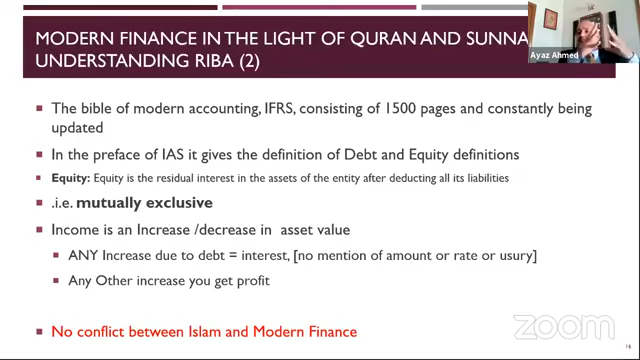 MODERN FINANCE IN THE LIGHT OF QURAN AND SUNNA
UNDERSTANDING RIBA (2)
Ayaz Ahmed
The bible of modern accounting, IFRS, consisting of 1500 pages and constantly being
updated
In the preface of IAS it gives the definition of Debt and Equity definitions
Equity: Equity is the residual interest in the assets of the entity after deducting all its liabilities
.i.e. mutually exclusive
Income is an Increase /decrease in asset value
ANY Increase due to debt = interest, [no mention of amount or rate or usury]
Any Other increase you get profit
No conflict between Islam and Modern Finance
zoom
16